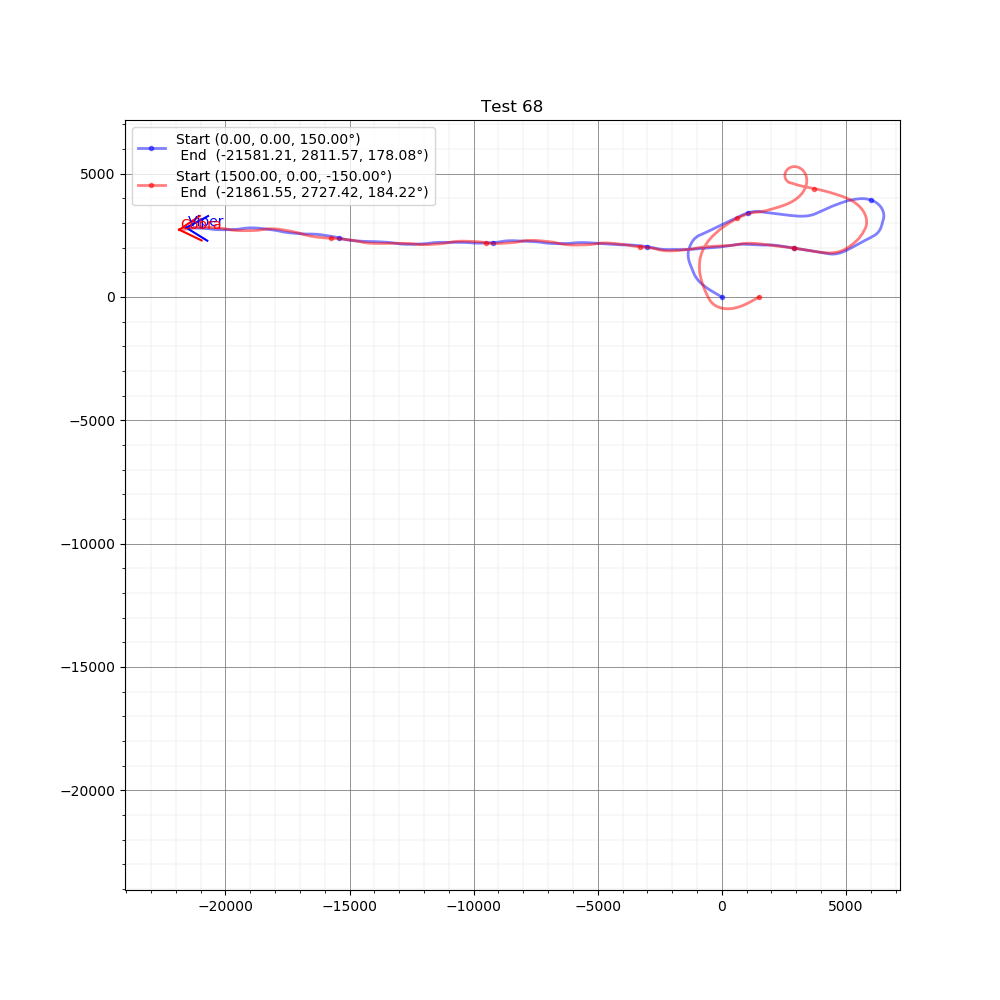 Test 68
Start (0.00, 0.00, 150.00°)
End  (-21581.21, 2811.57, 178.08°)
Start (1500.00, 0.00, -150.00°)
End  (-21861.55, 2727.42, 184.22°)
Viper
5000
0
−5000
−10000
−15000
−20000
−20000
−15000
−10000
−5000
0
5000